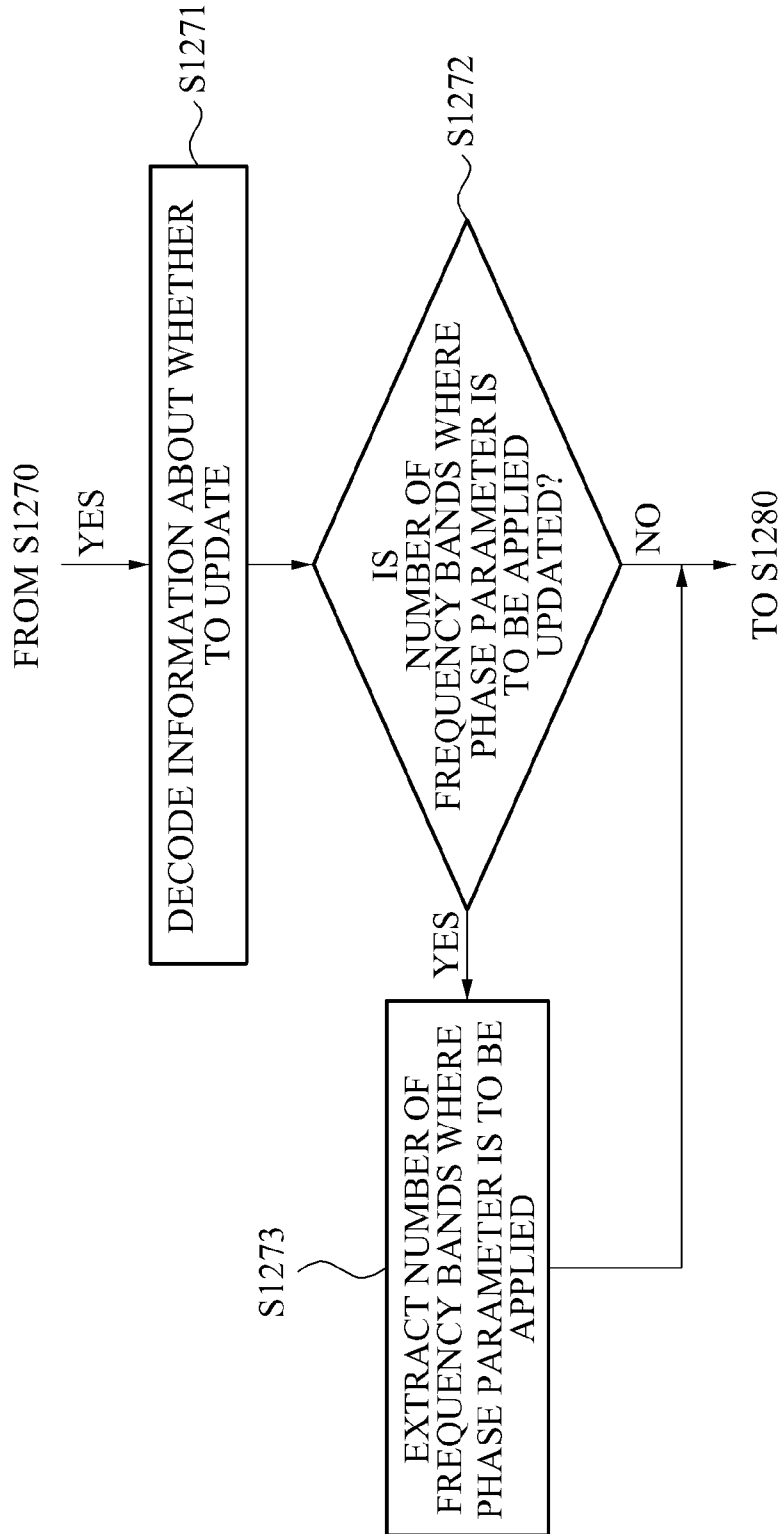 FROM S1270
YES
DECODE INFORMATION ABOUT WHETHER
TO UPDATE
S1271
IS
NUMBER OF
FREQUENCY BANDS WHERE
PHASE PARAMETER IS
TO BE APPLIED
UPDATED?
S1272
YES
NO
S1273
EXTRACT NUMBER OF
FREQUENCY BANDS WHERE
PHASE PARAMETER IS TO BE
APPLIED
TO S1280